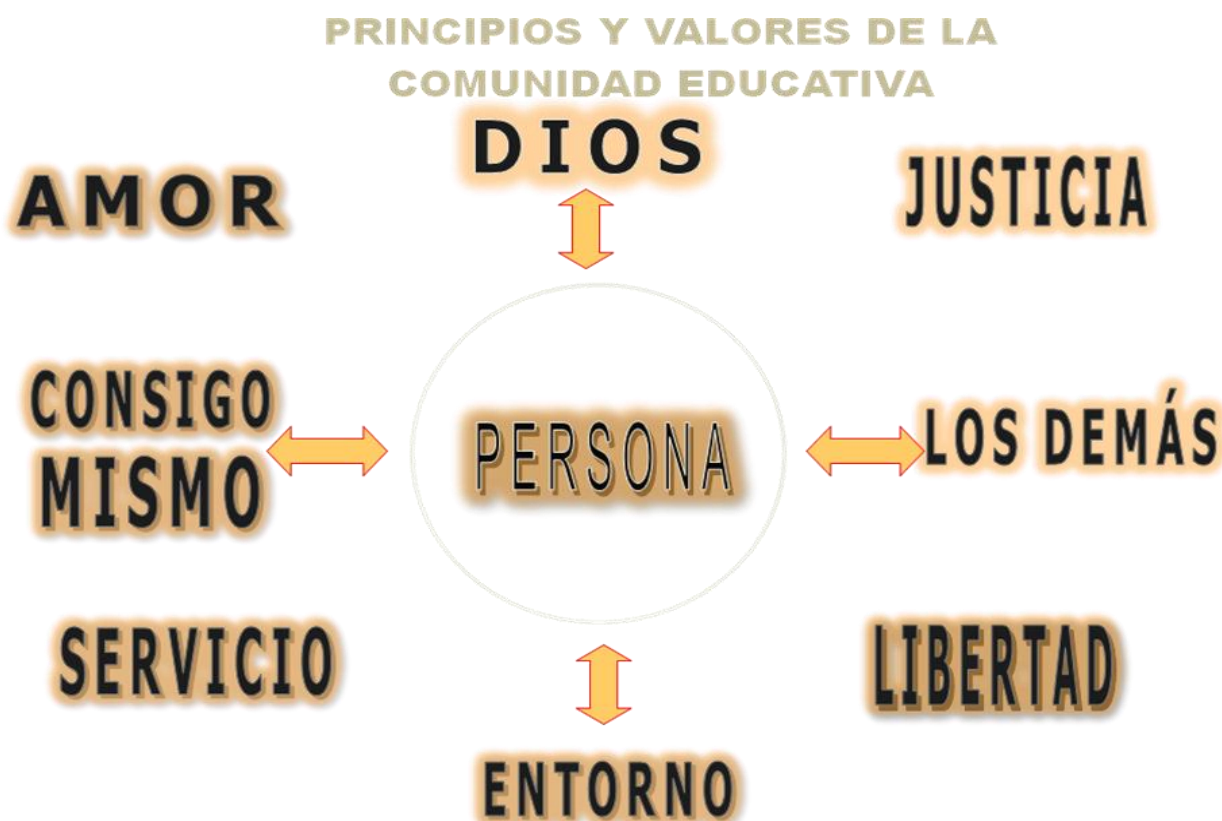 PRINCIPIOS Y VALORES DE LA
COMUNIDAD EDUCATIVA
DIOS
AMOR
JUSTICIA
CONSIGO
MISMO
PERSONA
LOS DEMÁS
SERVICIO
LIBERTAD
ENTORNO